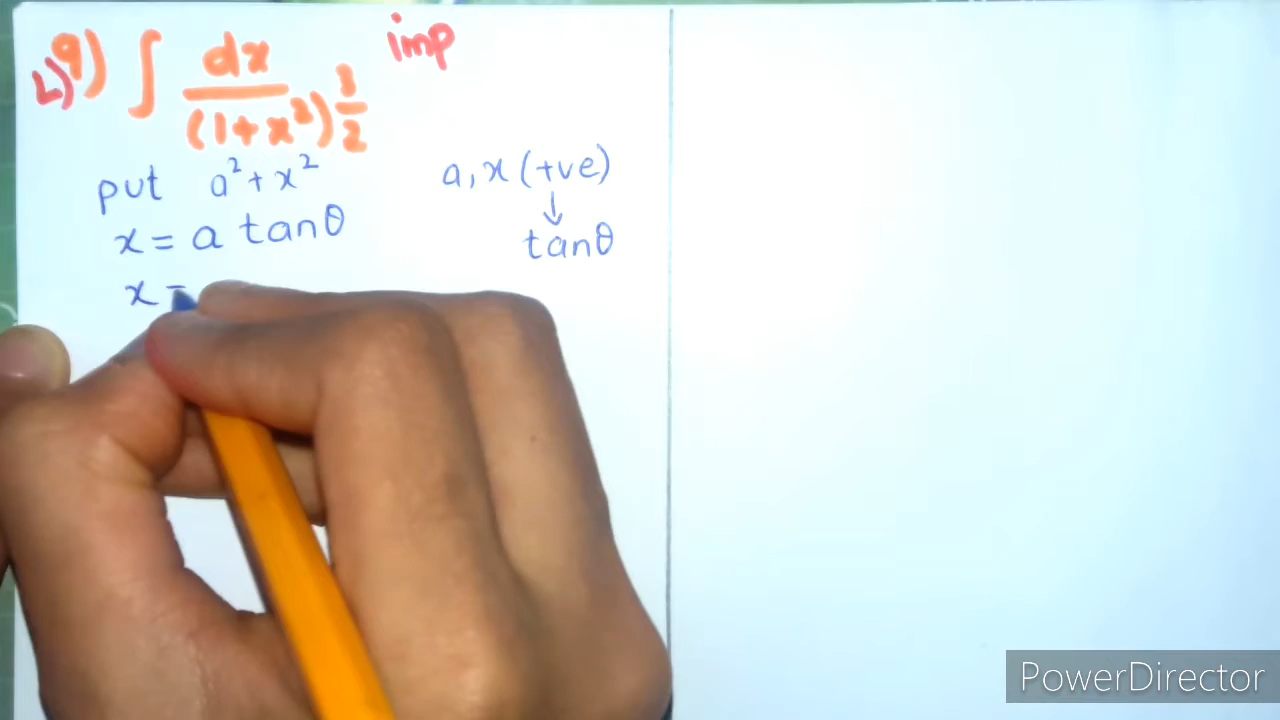 L) 9) ∫ dx / (1+x²)^3/2 imp
put a²+x²
x = a tanθ
x =
a, x (+ve)
↓
tanθ
PowerDirector